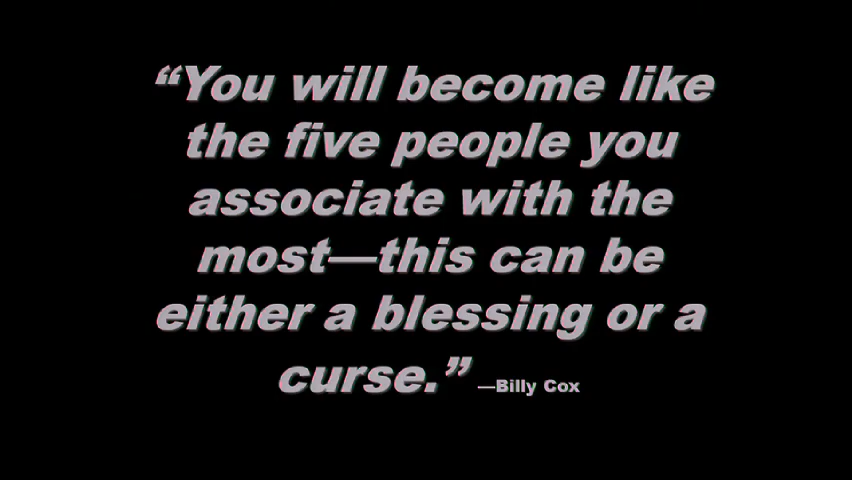 “You will become like
the five people you
associate with the
most—this can be
either a blessing or a
curse.” —Billy Cox